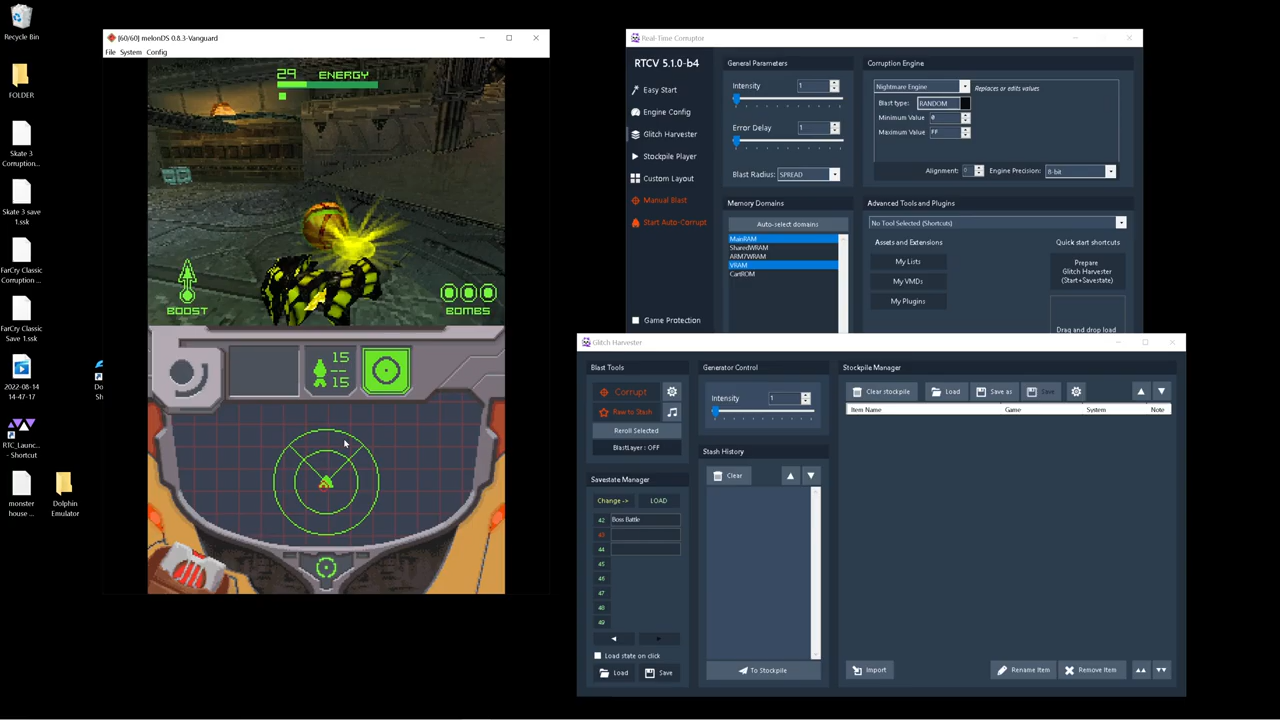 Recycle Bin
FOLDER
Skate 3
Corruption...
Skate 3 save
1.ssk
FarCry Classic
Corruption ...
FarCry Classic
Save 1.ssk
2022-08-14
14-47-17
RTC_Launc...
- Shortcut
monster
house ...
Dolphin
Emulator
Do
Sh
[60/60] melonDS 0.8.3-Vanguard
File System Config
29 ENERGY
BOOST
BOMBS
15
--
15
Real-Time Corruptor
RTCV 5.1.0-b4
Easy Start
Engine Config
Glitch Harvester
Stockpile Player
Custom Layout
Manual Blast
Start Auto-Corrupt
Game Protection
General Parameters
Intensity 1
Error Delay 1
Blast Radius: SPREAD
Memory Domains
Auto-select domains
MainRAM
SharedWRAM
ARM7WRAM
VRAM
CartROM
Corruption Engine
Nightmare Engine Replaces or edits values
Blast type: RANDOM
Minimum Value 0
Maximum Value FF
Alignment: 0 Engine Precision: 8-bit
Advanced Tools and Plugins
No Tool Selected (Shortcuts)
Assets and Extensions
My Lists
My VMDs
My Plugins
Quick start shortcuts
Prepare
Glitch Harvester
(Start+Savestate)
Drag and drop load
Glitch Harvester
Blast Tools
Corrupt
Raw to Stash
Reroll Selected
BlastLayer : OFF
Savestate Manager
Change -> LOAD
42 Boss Battle
43
44
45
46
47
48
49
Load state on click
Load Save
Generator Control
Intensity 1
Stash History
Clear
To Stockpile
Stockpile Manager
Clear stockpile Load Save as Save
Item Name Game System Note
Import Rename Item Remove Item